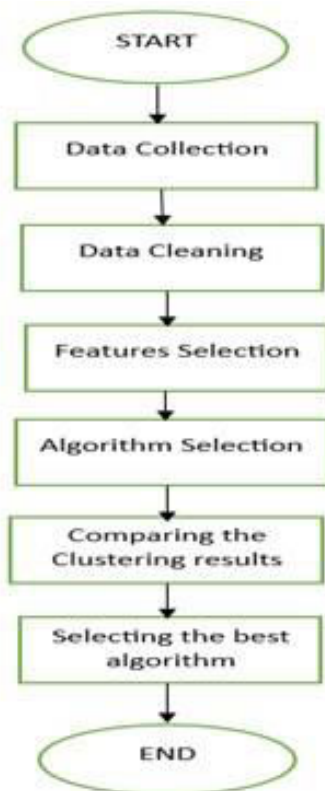 START
Data Collection
Data Cleaning
Features Selection
Algorithm Selection
Comparing the
Clustering results
Selecting the best
algorithm
END